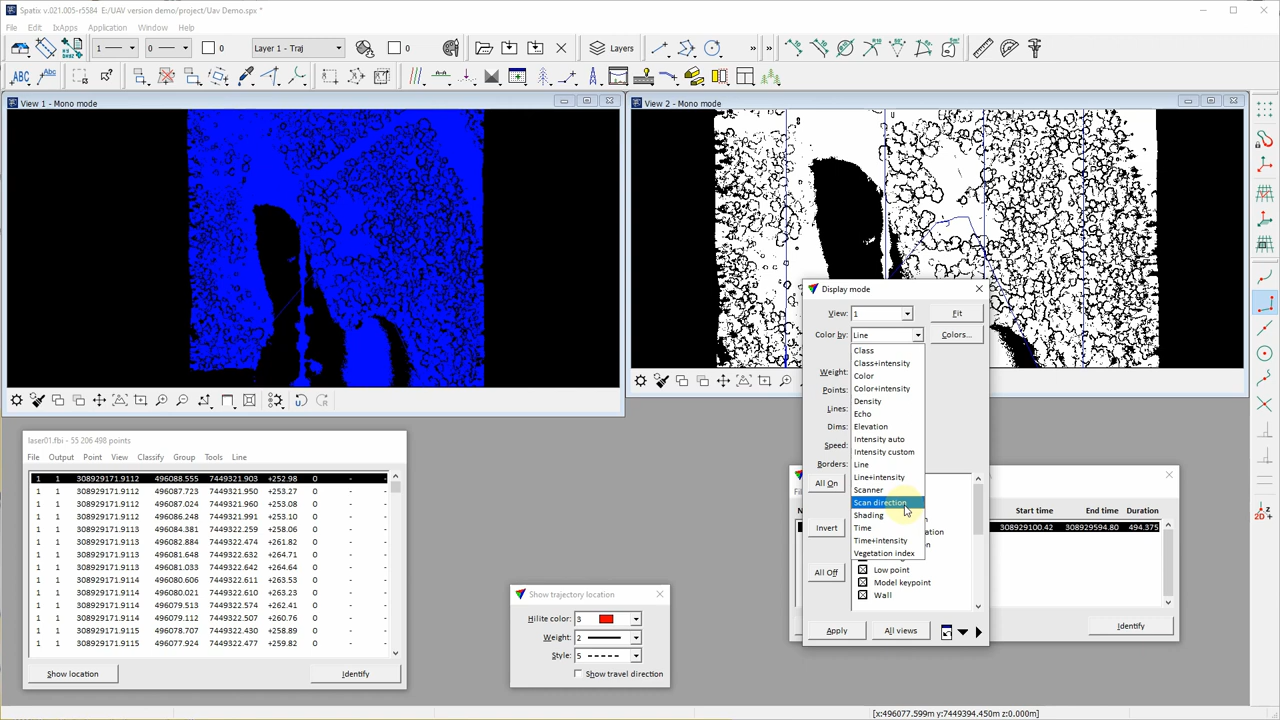 Spatix v.021.005-r5584 E:/UAV version demo/project/Uav Demo.spx *
File Edit IxApps Application Window Help
1 0 0 Layer 1 - Traj 0 Layers
ABC Abc
View 1 - Mono mode
View 2 - Mono mode
Display mode
View: 1 Fit
Color by: Line Colors...
Class
Class+intensity
Weight:
Color
Points:
Color+intensity
Density
Lines:
Echo
Dims:
Elevation
Intensity auto
Speed:
Intensity custom
Borders:
Line
Line+intensity
All On
Scanner
Scan direction
Shading
Invert
Time
Time+intensity
Vegetation index
All Off
Low point
Model keypoint
Wall
Apply All views
laser01.fbi - 55 206 498 points
File Output Point View Classify Group Tools Line
1 1 308929171.9112 496088.555 7449321.903 +252.98 0 - -
1 1 308929171.9112 496087.723 7449321.950 +253.27 0 - -
1 1 308929171.9112 496087.024 7449321.960 +253.08 0 - -
1 1 308929171.9112 496086.248 7449321.991 +253.10 0 - -
1 1 308929171.9112 496084.381 7449322.259 +258.06 0 - -
1 1 308929171.9112 496082.884 7449322.464 +261.82 0 - -
1 1 308929171.9113 496081.548 7449322.632 +264.71 0 - -
1 1 308929171.9113 496081.033 7449322.648 +264.64 0 - -
1 1 308929171.9114 496080.606 7449322.610 +263.53 0 - -
1 1 308929171.9114 496080.021 7449322.610 +263.23 0 - -
1 1 308929171.9114 496079.513 7449322.604 +262.41 0 - -
1 1 308929171.9114 496079.112 7449322.507 +260.76 0 - -
1 1 308929171.9115 496078.707 7449322.430 +258.89 0 - -
1 1 308929171.9115 496077.924 7449322.477 +259.82 0 - -
Show location Identify
Show trajectory location
Hilite color: 3
Weight: 2
Style: 5
Show travel direction
Start time End time Duration
308929100.42 308929594.80 494.375
Identify
[x:496077.599m y:7449394.450m z:0.000m]